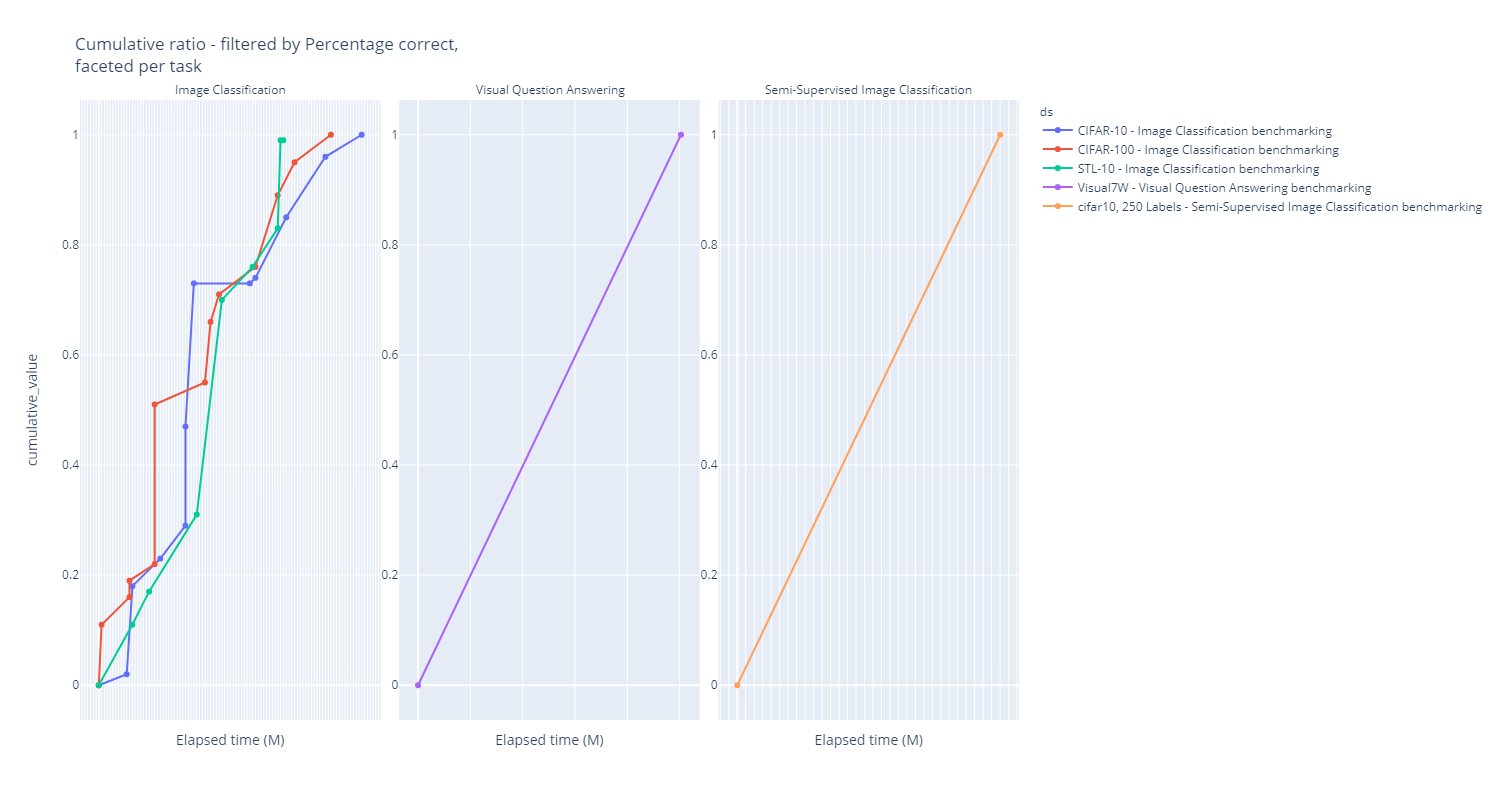 Cumulative ratio - filtered by Percentage correct,
faceted per task
Image Classification
Visual Question Answering
Semi-Supervised Image Classification
cumulative_value
1
0.8
0.6
0.4
0.2
0
1
0.8
0.6
0.4
0.2
0
1
0.8
0.6
0.4
0.2
0
Elapsed time (M)
Elapsed time (M)
Elapsed time (M)
ds
CIFAR-10 - Image Classification benchmarking
CIFAR-100 - Image Classification benchmarking
STL-10 - Image Classification benchmarking
Visual7W - Visual Question Answering benchmarking
cifar10, 250 Labels - Semi-Supervised Image Classification benchmarking